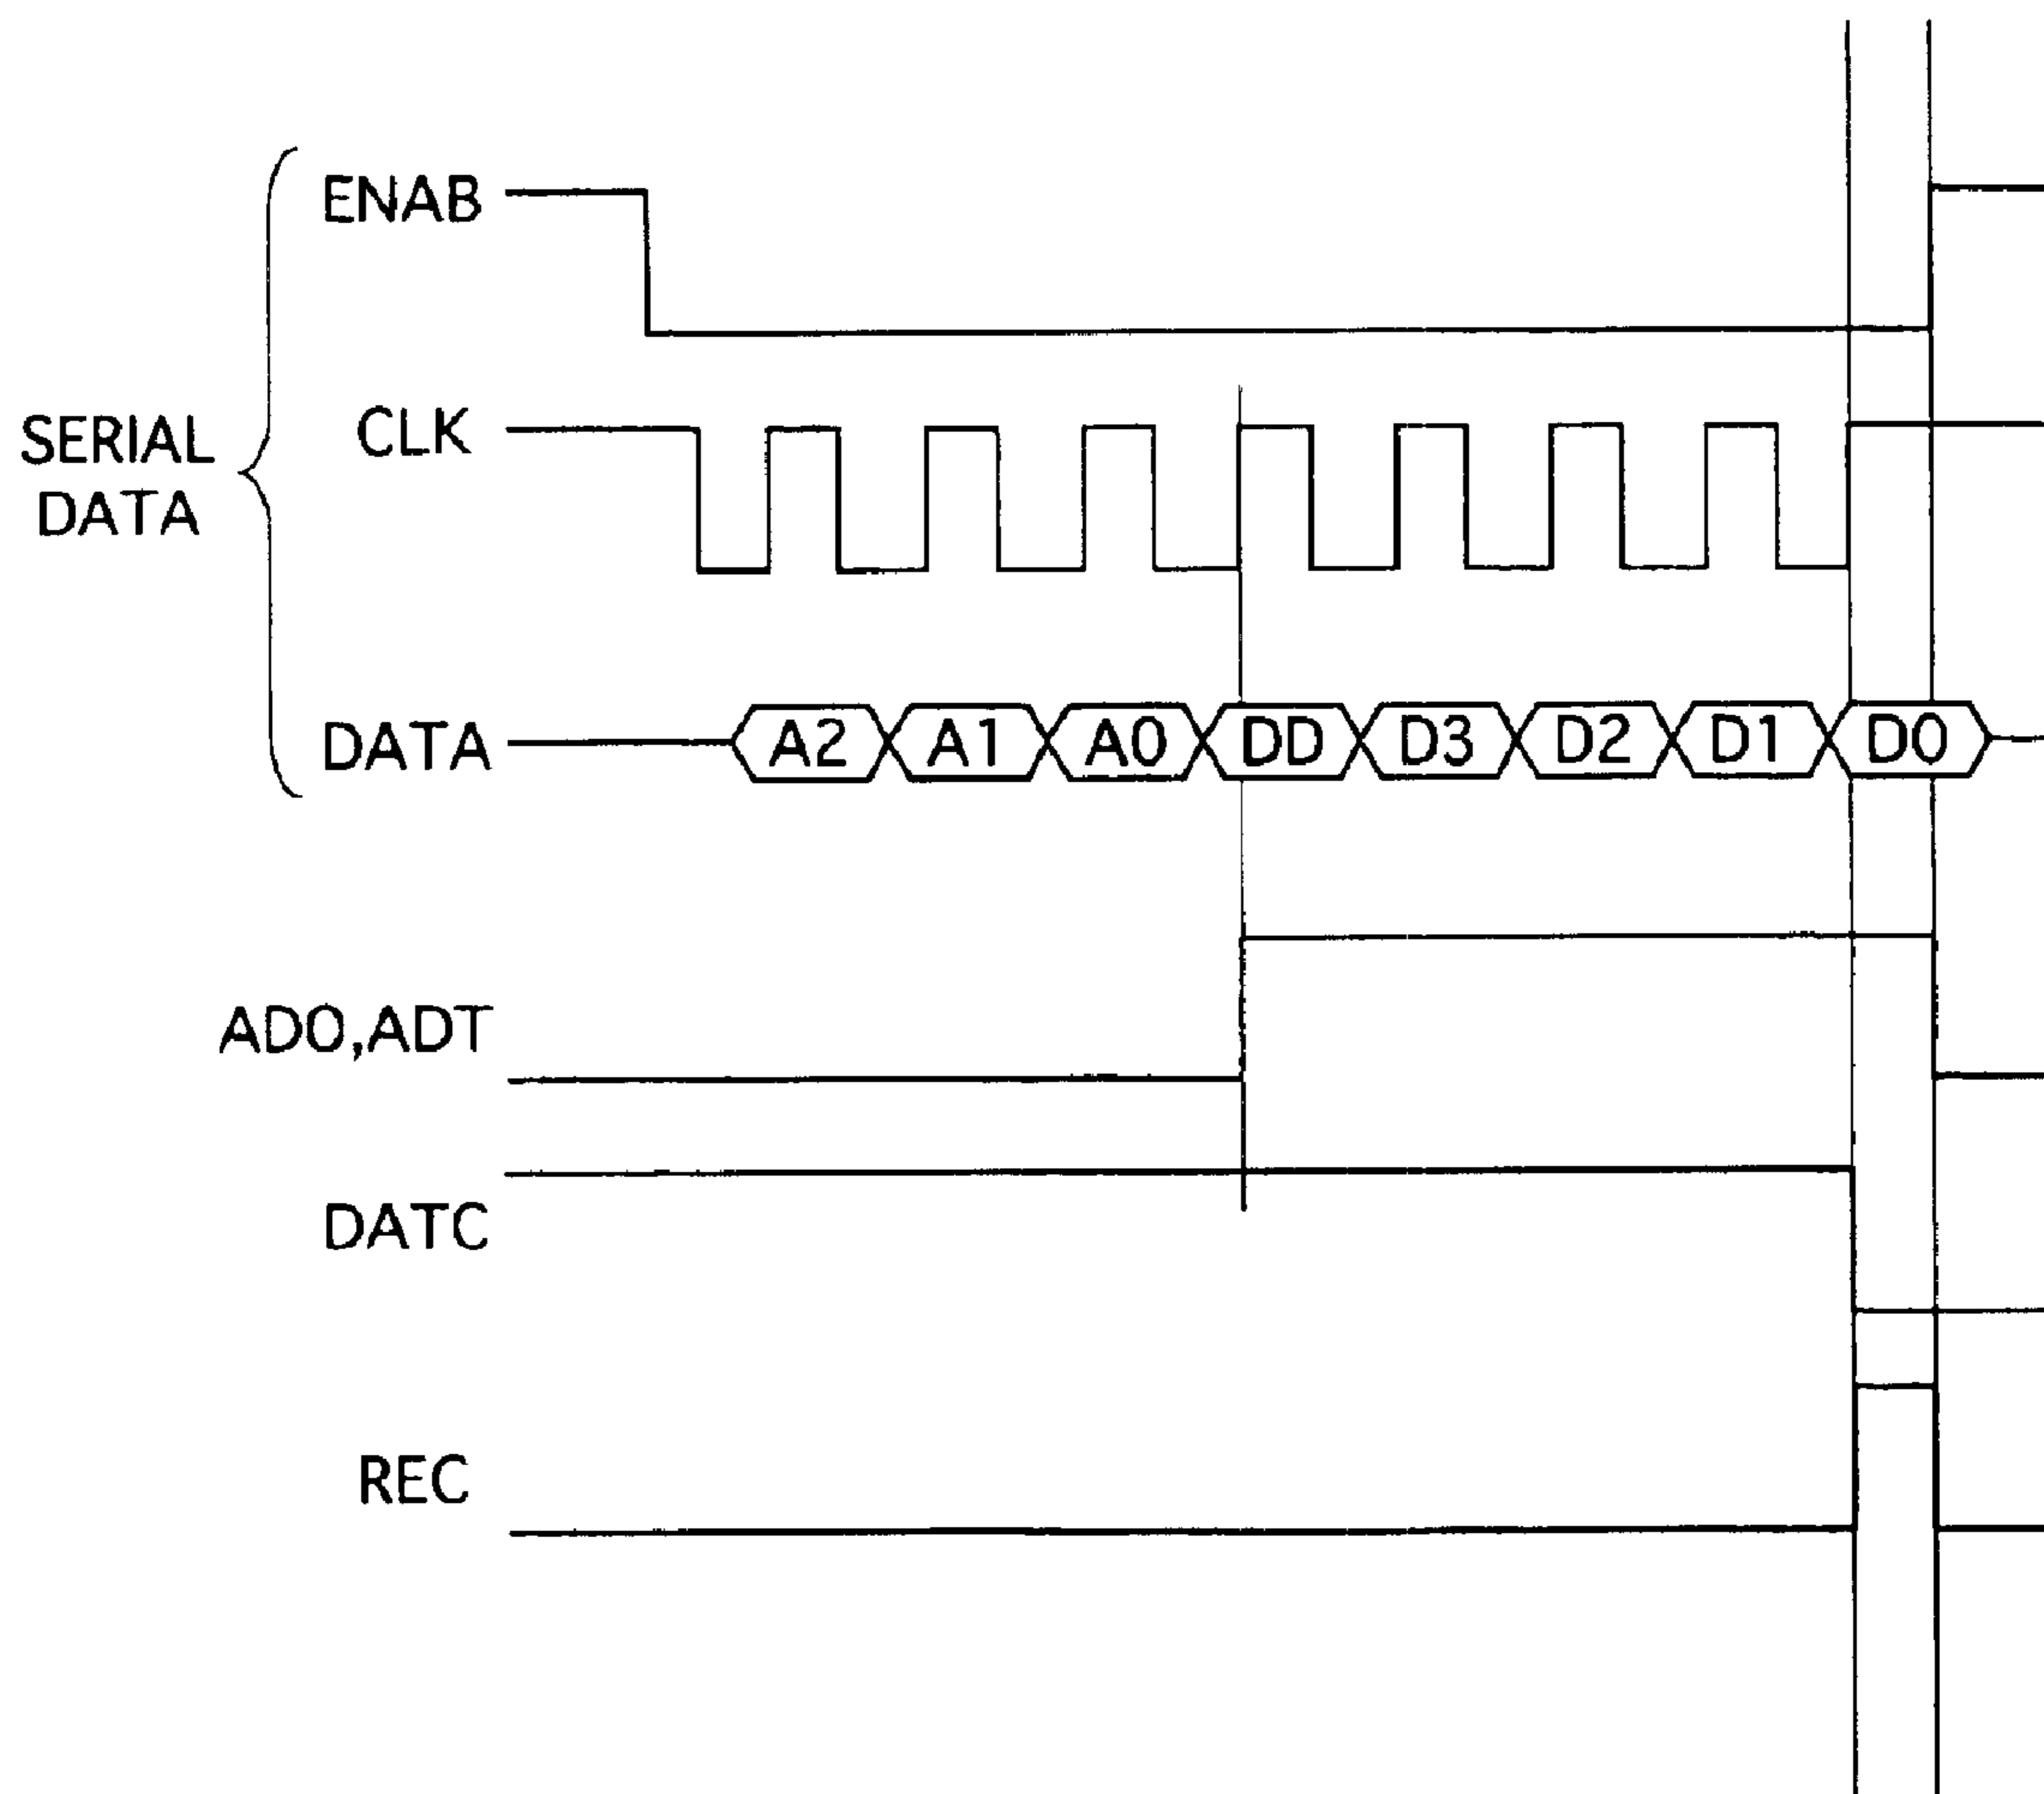 SERIAL
DATA
ENAB
CLK
DATA
A2 A1 A0 DD D3 D2 D1 D0
ADO,ADT
DATC
REC